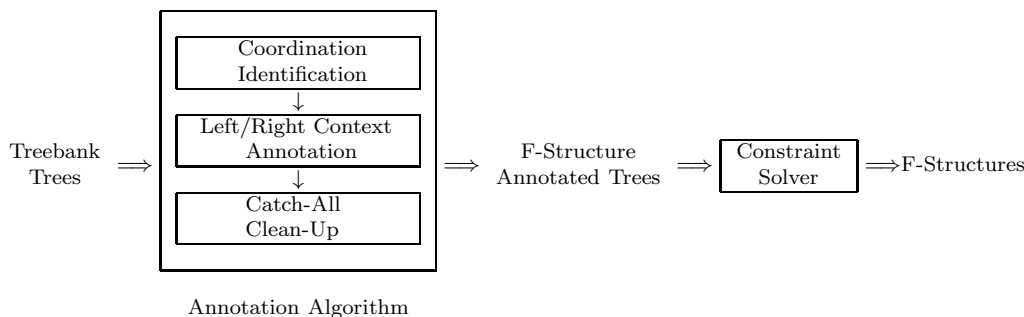 Treebank
Trees
⟹
Coordination
Identification
↓
Left/Right Context
Annotation
↓
Catch-All
Clean-Up
Annotation Algorithm
⟹
F-Structure
Annotated Trees
⟹
Constraint
Solver
⟹
F-Structures